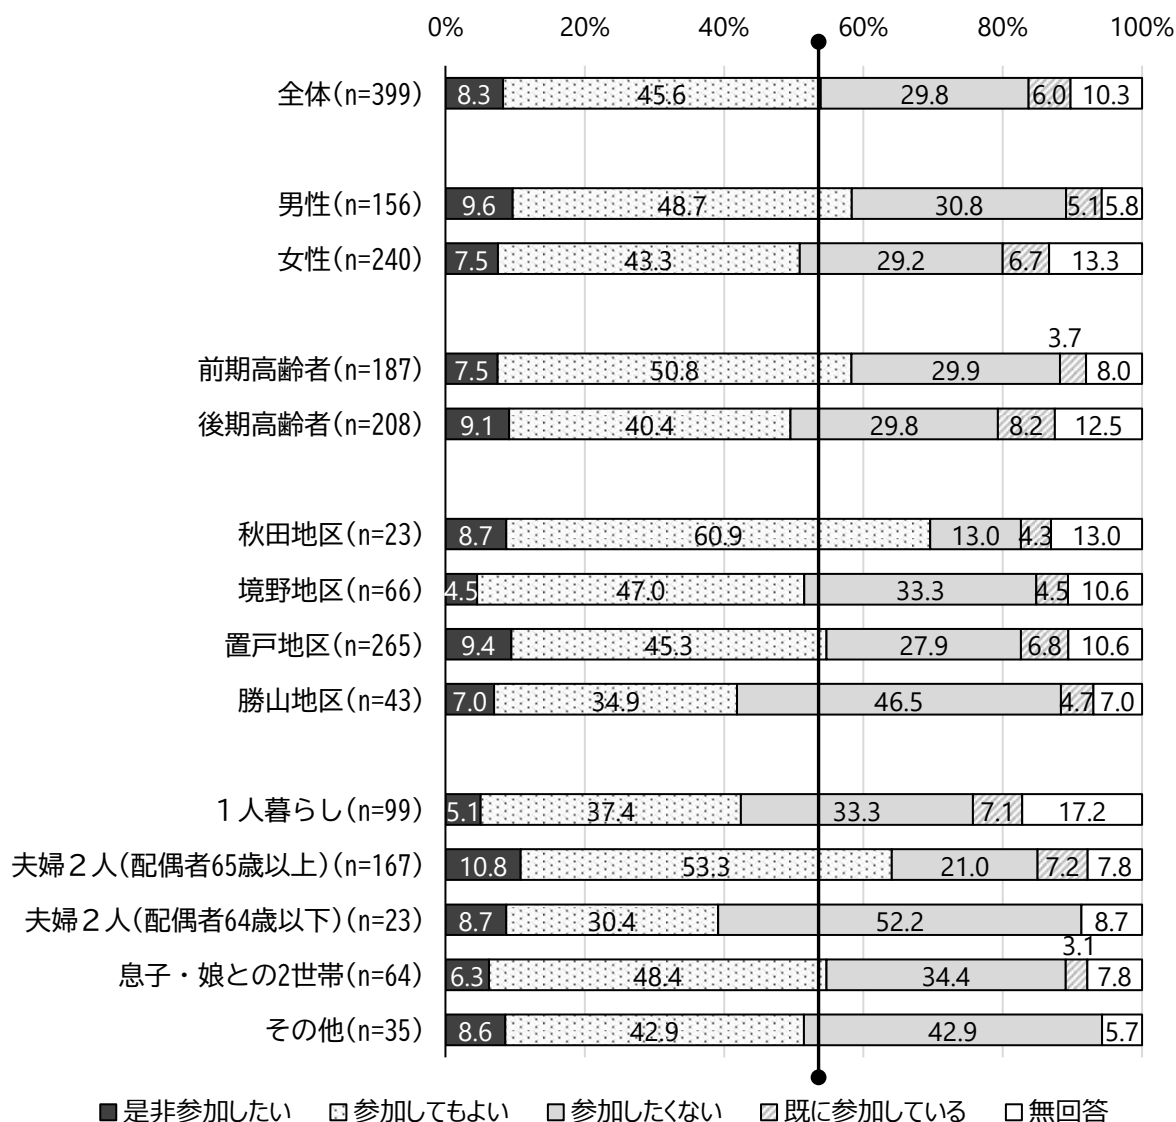 0% 20% 40% 60% 80% 100%
全体(n=399) 8.3 45.6 29.8 6.0 10.3
男性(n=156) 9.6 48.7 30.8 5.1 5.8
女性(n=240) 7.5 43.3 29.2 6.7 13.3
3.7
前期高齢者(n=187) 7.5 50.8 29.9 8.0
後期高齢者(n=208) 9.1 40.4 29.8 8.2 12.5
秋田地区(n=23) 8.7 60.9 13.0 4.3 13.0
境野地区(n=66) 4.5 47.0 33.3 4.5 10.6
置戸地区(n=265) 9.4 45.3 27.9 6.8 10.6
勝山地区(n=43) 7.0 34.9 46.5 4.7 7.0
1人暮らし(n=99) 5.1 37.4 33.3 7.1 17.2
夫婦2人(配偶者65歳以上)(n=167) 10.8 53.3 21.0 7.2 7.8
夫婦2人(配偶者64歳以下)(n=23) 8.7 30.4 52.2 8.7
3.1
息子・娘との2世帯(n=64) 6.3 48.4 34.4 7.8
その他(n=35) 8.6 42.9 42.9 5.7
是非参加したい 参加してもよい 参加したくない 既に参加している 無回答